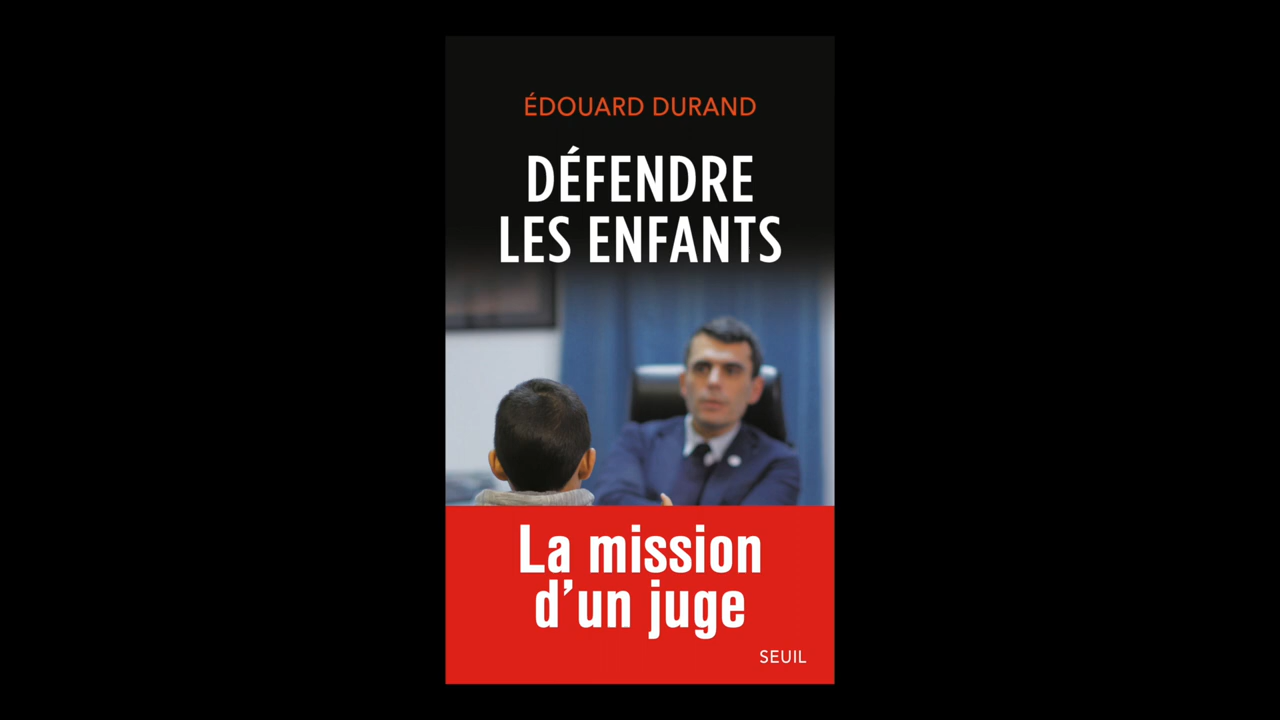 ÉDOUARD DURAND
DÉFENDRE
LES ENFANTS
La mission
d'un juge
SEUIL